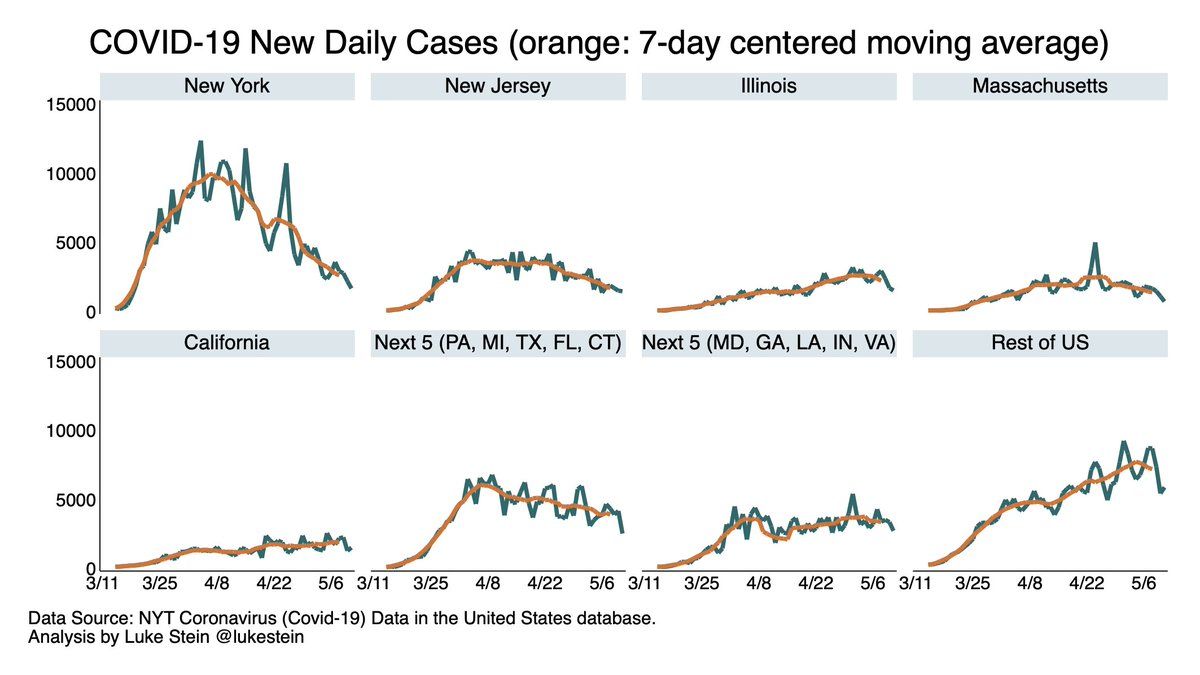 COVID-19 New Daily Cases (orange: 7-day centered moving average)
New York
New Jersey
Illinois
Massachusetts
15000
10000
5000
0
California
Next 5 (PA, MI, TX, FL, CT)
Next 5 (MD, GA, LA, IN, VA)
Rest of US
15000
10000
5000
0
3/11 3/25 4/8 4/22 5/6
3/11 3/25 4/8 4/22 5/6
3/11 3/25 4/8 4/22 5/6
3/11 3/25 4/8 4/22 5/6
Data Source: NYT Coronavirus (Covid-19) Data in the United States database.
Analysis by Luke Stein @lukestein